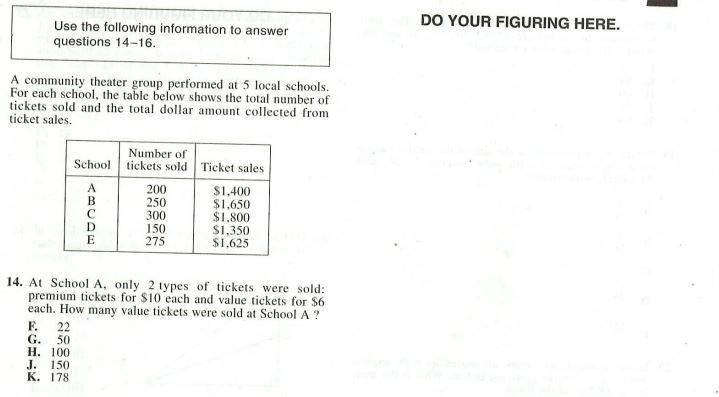 Use the following information to answer
questions 14–16.
DO YOUR FIGURING HERE.
A community theater group performed at 5 local schools.
For each school, the table below shows the total number of
tickets sold and the total dollar amount collected from
ticket sales.
School Number of tickets sold Ticket sales
A 200 $1,400
B 250 $1,650
C 300 $1,800
D 150 $1,350
E 275 $1,625
14. At School A, only 2 types of tickets were sold:
premium tickets for $10 each and value tickets for $6
each. How many value tickets were sold at School A ?
F. 22
G. 50
H. 100
J. 150
K. 178